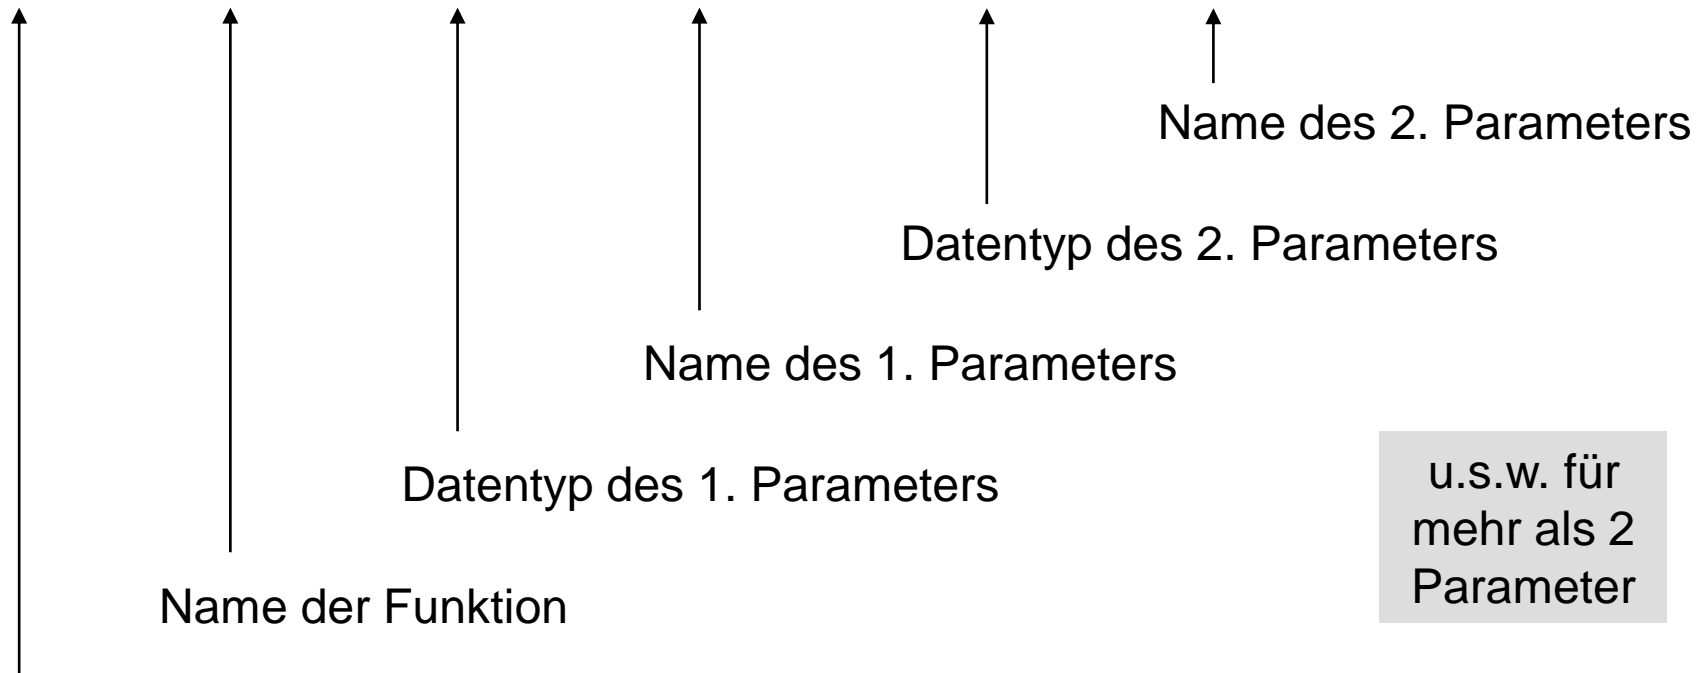 Name des 2. Parameters
Datentyp des 2. Parameters
Name des 1. Parameters
Datentyp des 1. Parameters
u.s.w. für
mehr als 2
Parameter
Name der Funktion